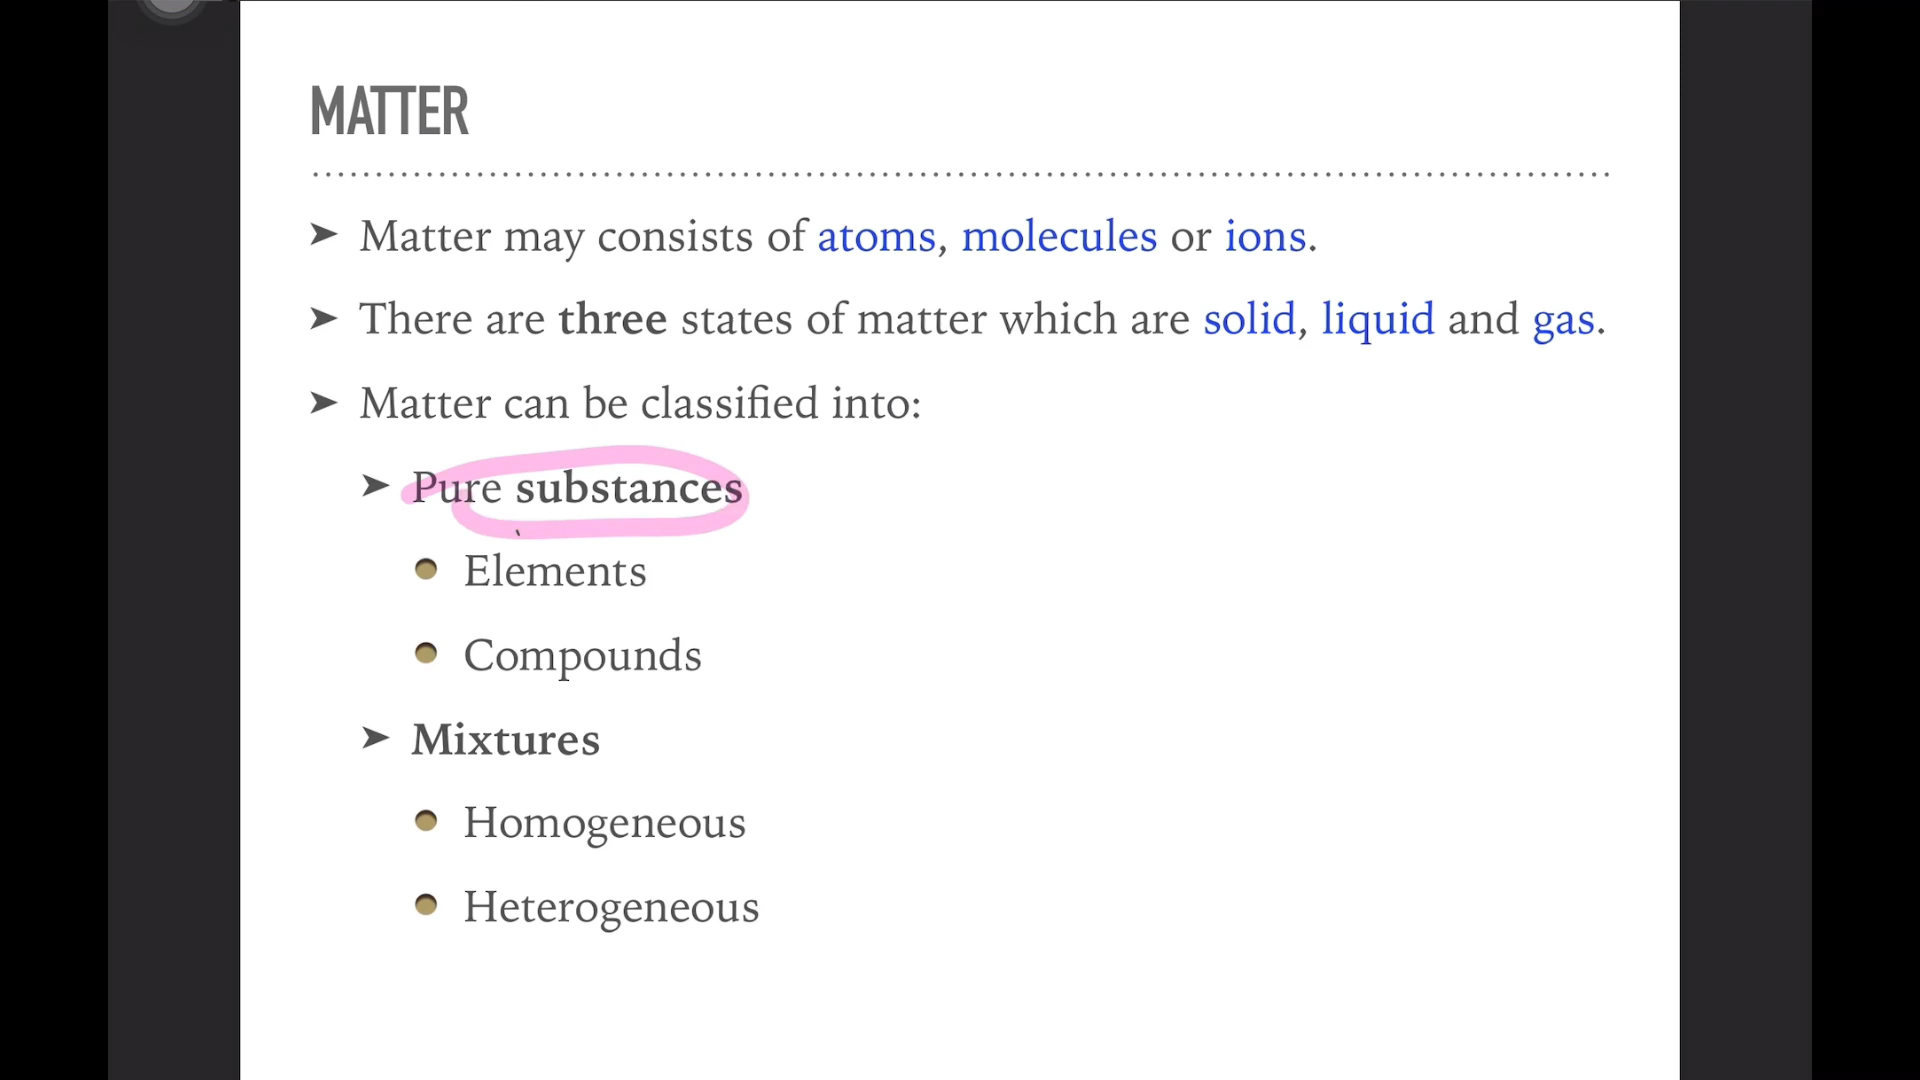 MATTER
Matter may consists of atoms, molecules or ions.
There are three states of matter which are solid, liquid and gas.
Matter can be classified into:
Pure substances
Elements
Compounds
Mixtures
Homogeneous
Heterogeneous